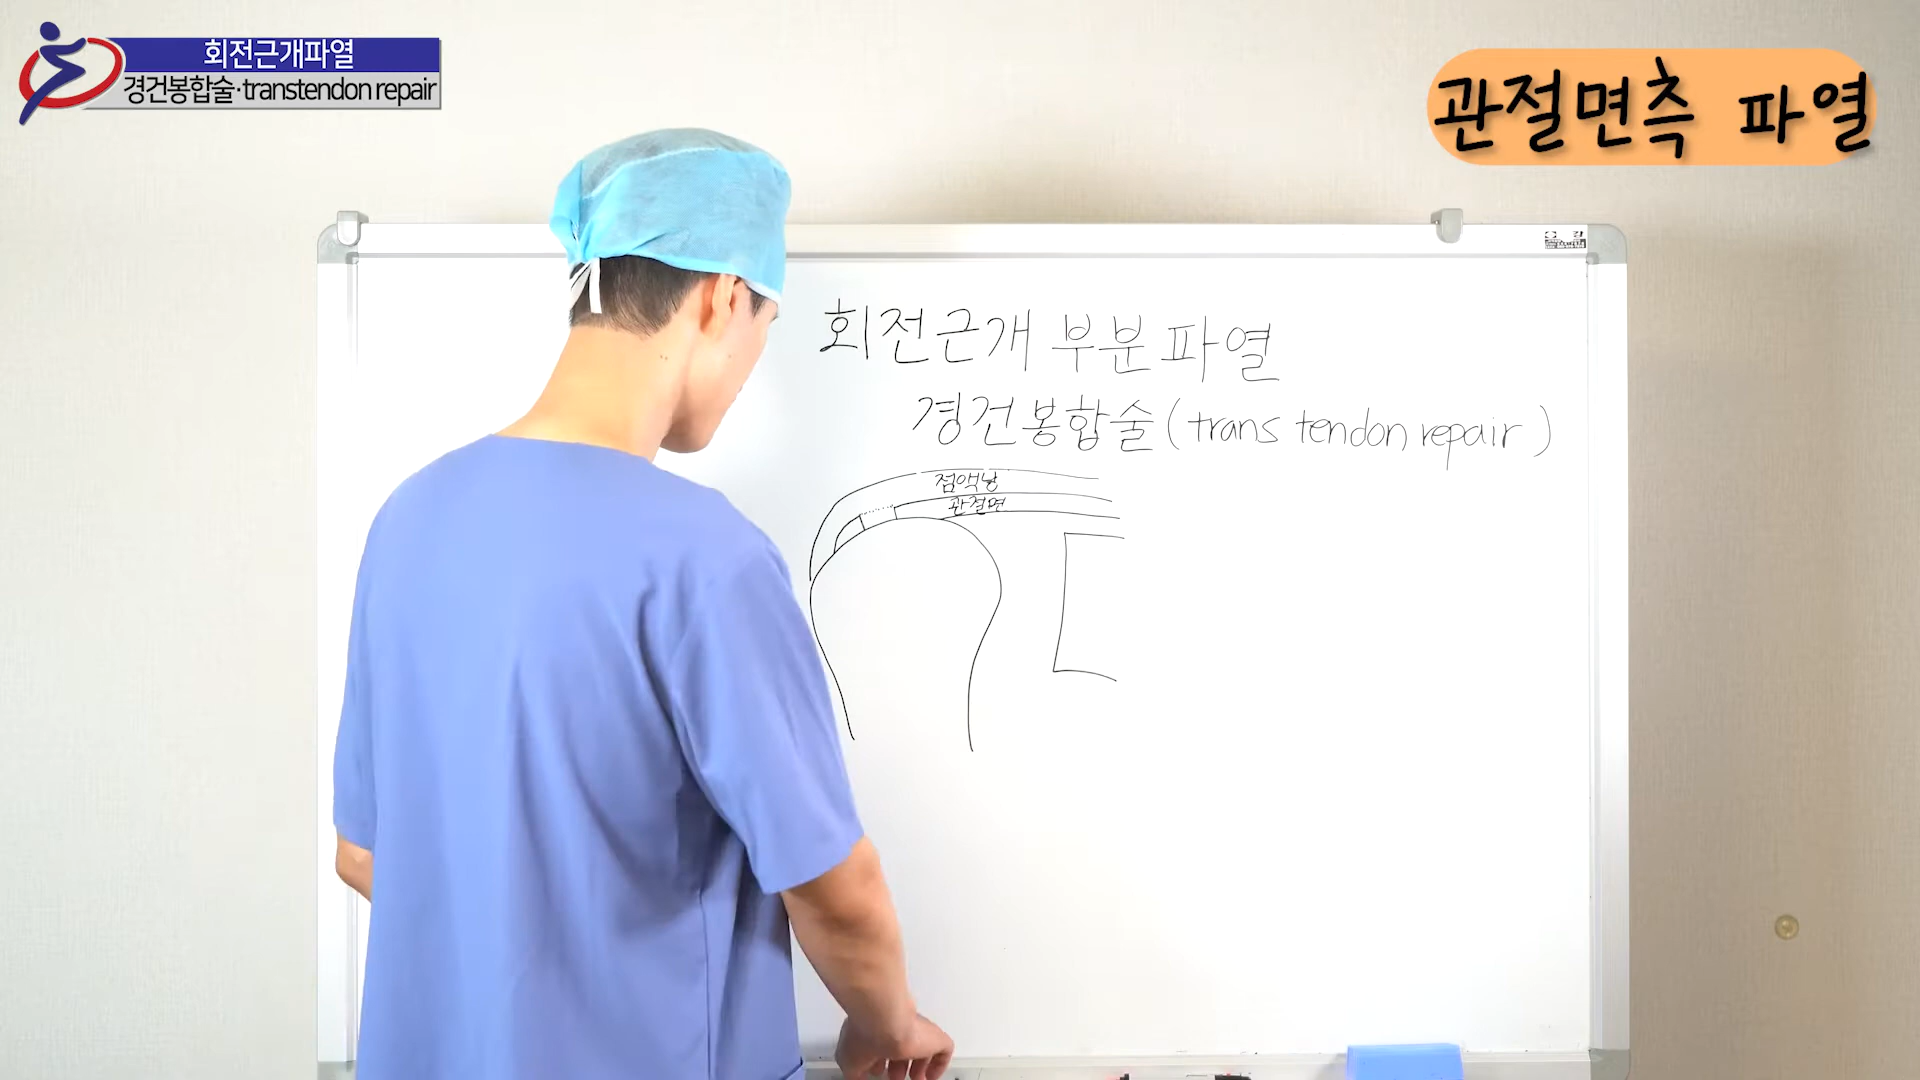 회전근개파열
경건봉합술·transtendon repair
관절면측 파열
회전근개 부분파열
경건봉합술(trans tendon repair)
점액낭
관절면